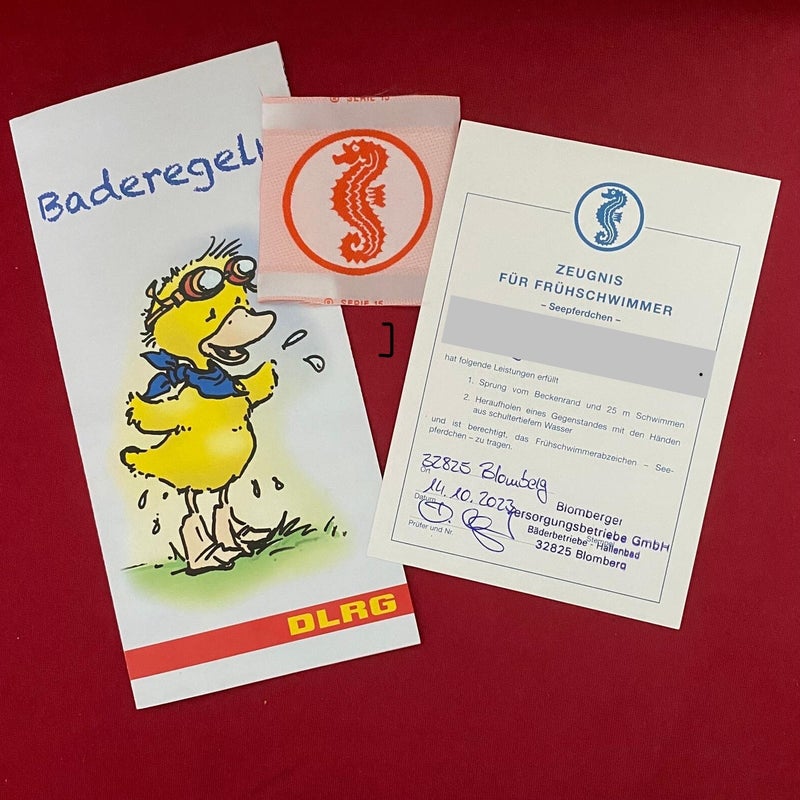 Baderegeln
© SERIE 15
© SERIE 15
DLRG
ZEUGNIS
FÜR FRÜHSCHWIMMER
– Seepferdchen –
hat folgende Leistungen erfüllt
1. Sprung vom Beckenrand und 25 m Schwimmen
2. Heraufholen eines Gegenstandes mit den Händen
aus schultertiefem Wasser
und ist berechtigt, das Frühschwimmerabzeichen – See-
pferdchen – zu tragen.
32825 Blomberg
Ort
14.10.2023
Datum
Prüfer und Nr.
Stempel
Blomberger
Versorgungsbetriebe GmbH
Bäderbetriebe - Hallenbad
32825 Blomberg